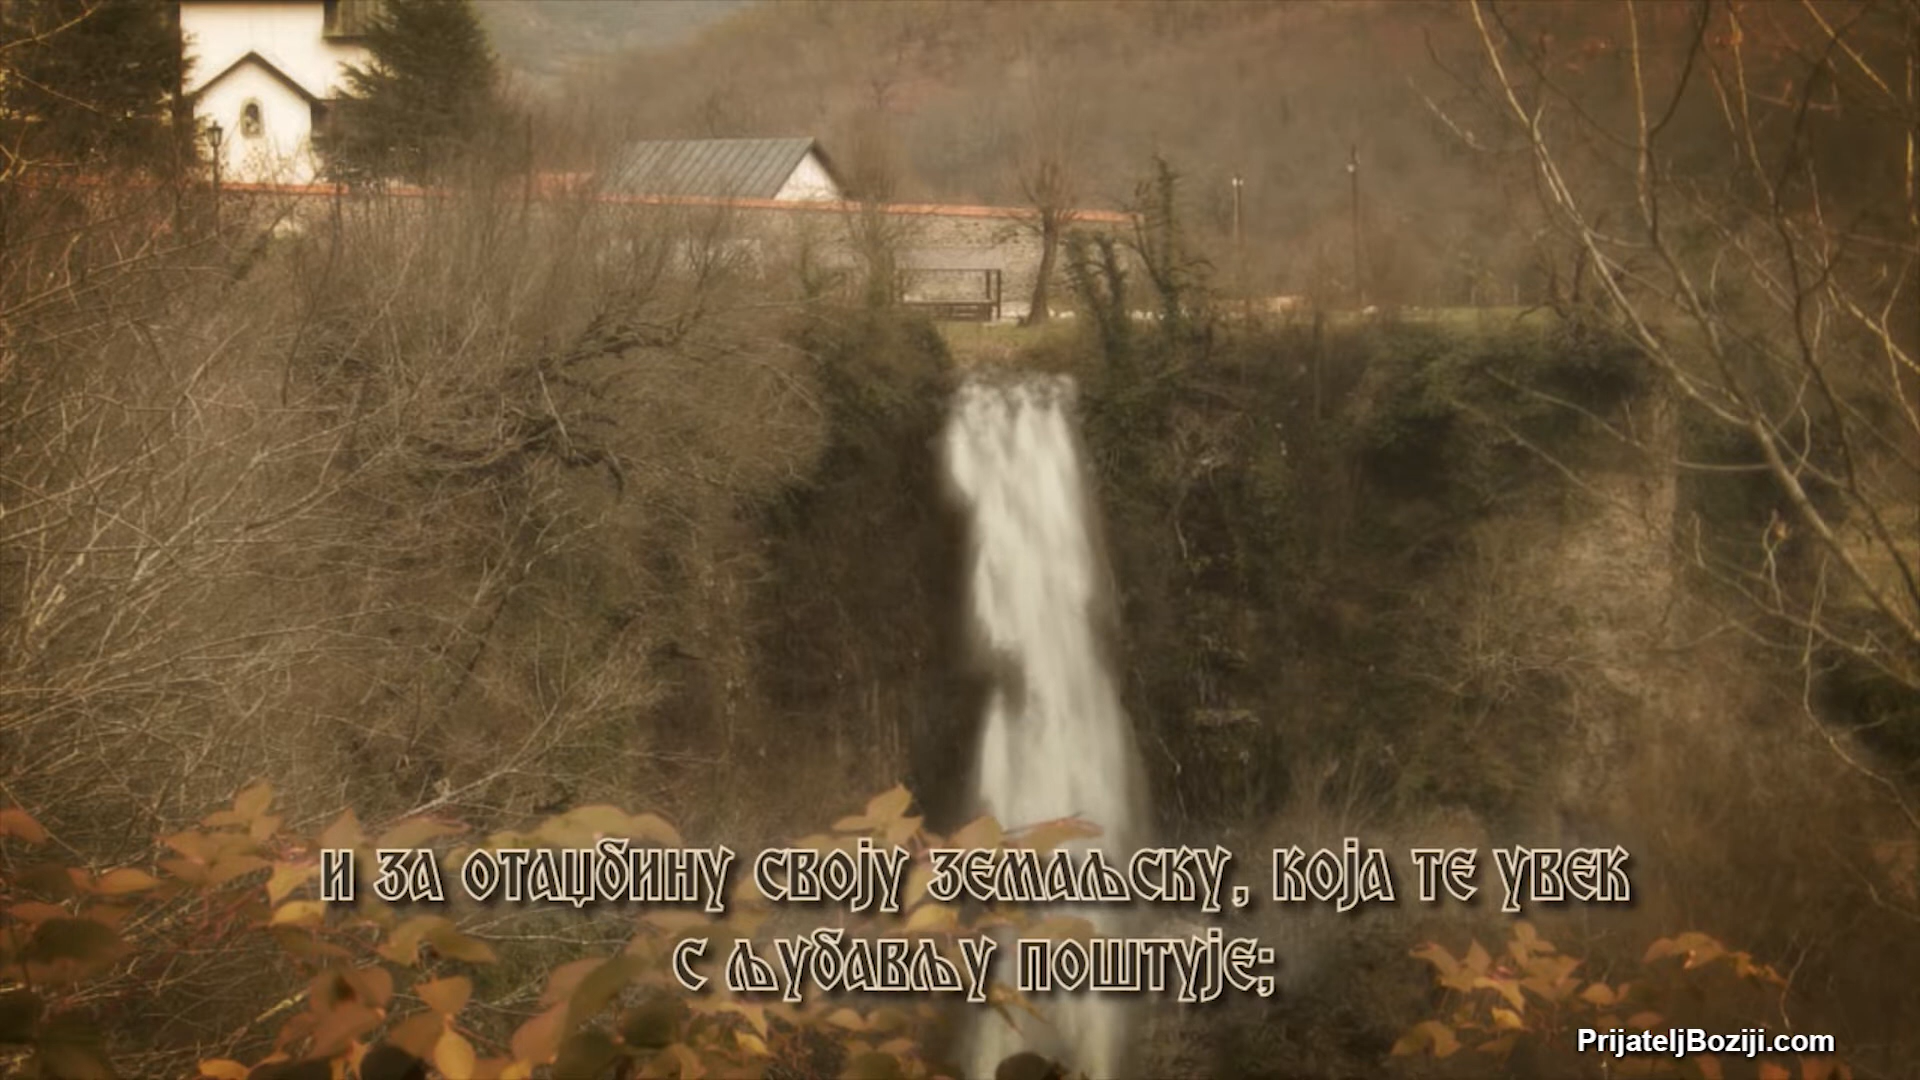 и за отаџбину своју земаљску, која те увек
с љубављу поштује;
PrijateljBoziji.com